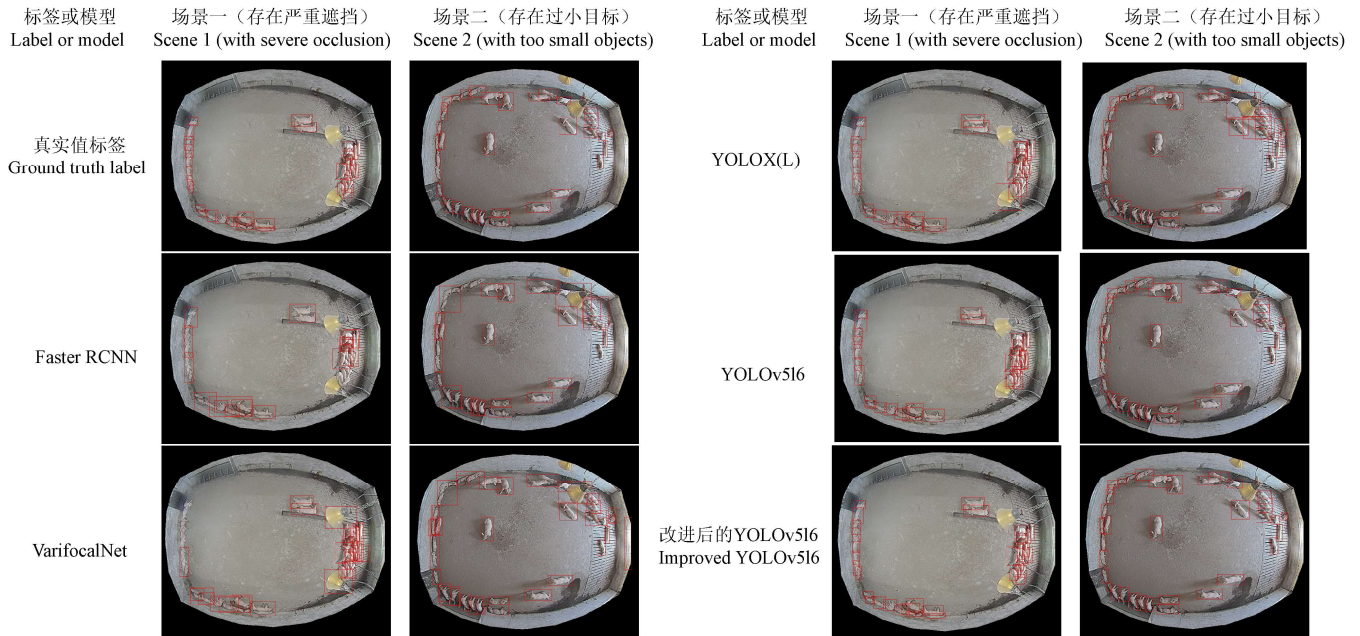 标签或模型
Label or model
场景一（存在严重遮挡）
Scene 1 (with severe occlusion)
场景二（存在过小目标）
Scene 2 (with too small objects)
标签或模型
Label or model
场景一（存在严重遮挡）
Scene 1 (with severe occlusion)
场景二（存在过小目标）
Scene 2 (with too small objects)
真实值标签
Ground truth label
YOLOX(L)
Faster RCNN
YOLOv5l6
VarifocalNet
改进后的YOLOv5l6
Improved YOLOv5l6